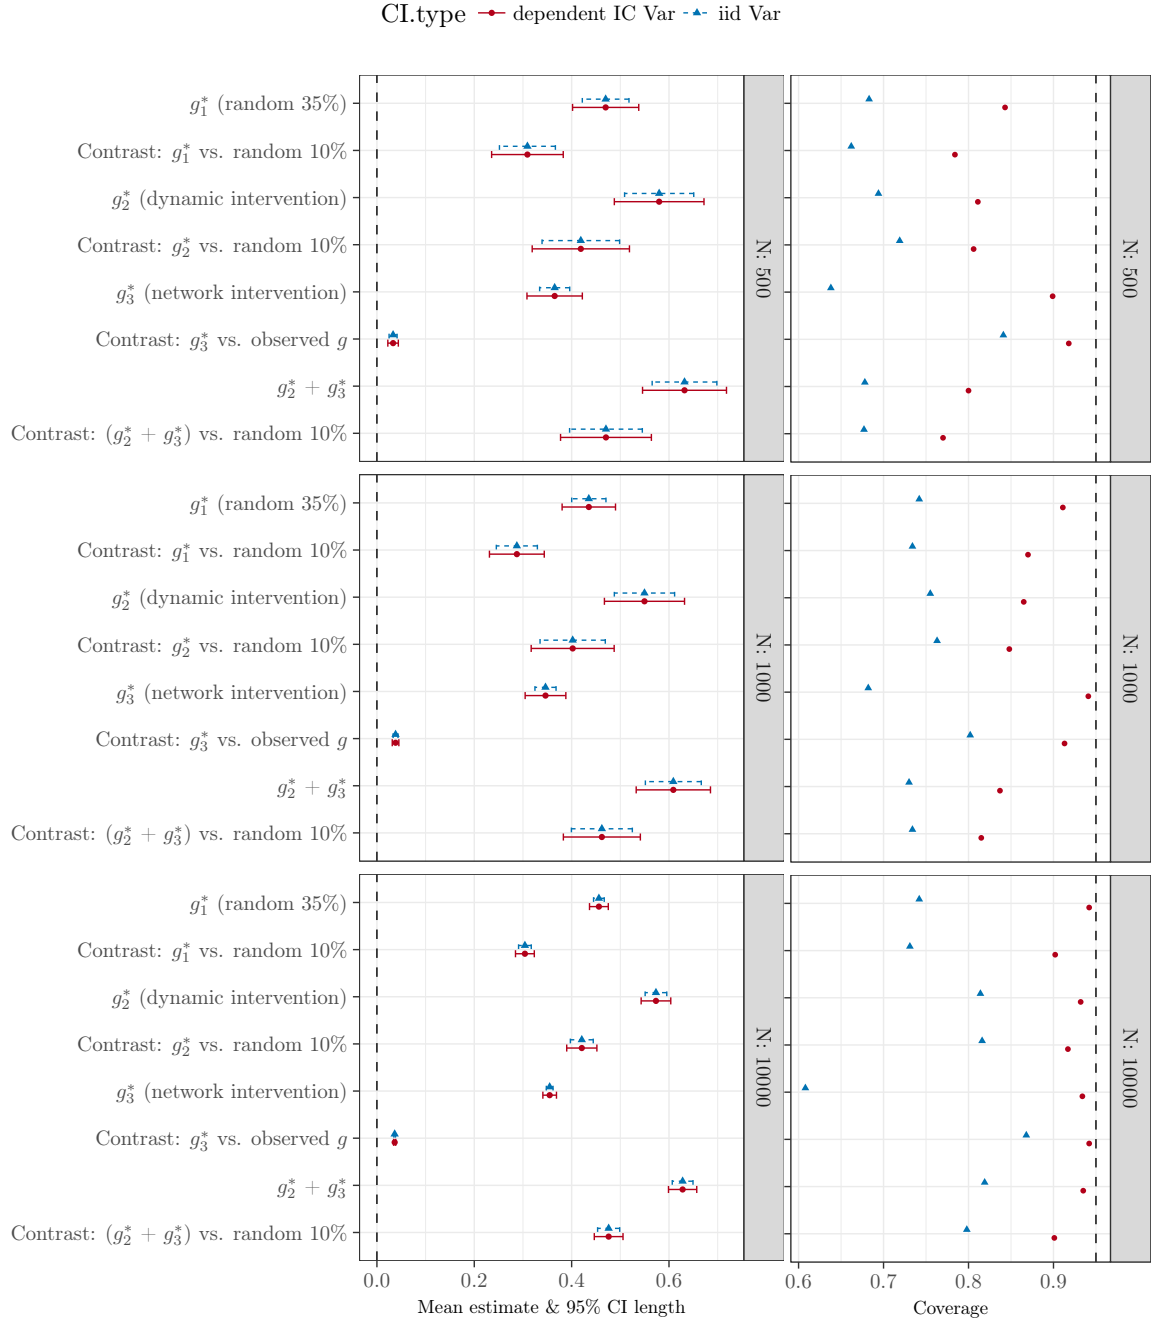 CI.type dependent IC Var iid Var
g₁* (random 35%)
Contrast: g₁* vs. random 10%
g₂* (dynamic intervention)
Contrast: g₂* vs. random 10%
g₃* (network intervention)
Contrast: g₃* vs. observed g
g₂* + g₃*
Contrast: (g₂* + g₃*) vs. random 10%
N: 500
N: 500
g₁* (random 35%)
Contrast: g₁* vs. random 10%
g₂* (dynamic intervention)
Contrast: g₂* vs. random 10%
g₃* (network intervention)
Contrast: g₃* vs. observed g
g₂* + g₃*
Contrast: (g₂* + g₃*) vs. random 10%
N: 1000
N: 1000
g₁* (random 35%)
Contrast: g₁* vs. random 10%
g₂* (dynamic intervention)
Contrast: g₂* vs. random 10%
g₃* (network intervention)
Contrast: g₃* vs. observed g
g₂* + g₃*
Contrast: (g₂* + g₃*) vs. random 10%
N: 10000
N: 10000
0.0 0.2 0.4 0.6
Mean estimate & 95% CI length
0.6 0.7 0.8 0.9
Coverage